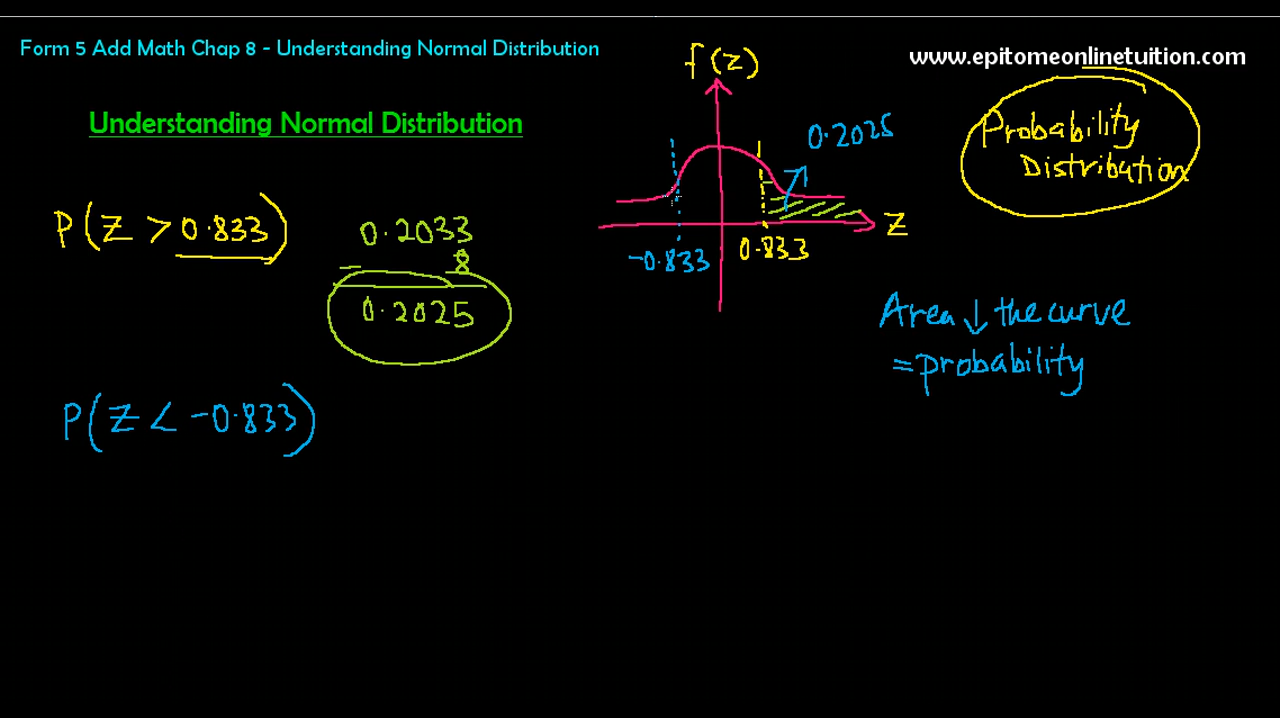 Form 5 Add Math Chap 8 - Understanding Normal Distribution
www.epitomeonlinetuition.com
Understanding Normal Distribution
f(z)
0.2025
Probability
Distribution
P(Z > 0.833)
0.2033
- 8
0.2025
-0.833
0.833
Z
Area ↓ the curve
= probability
P(Z < -0.833)